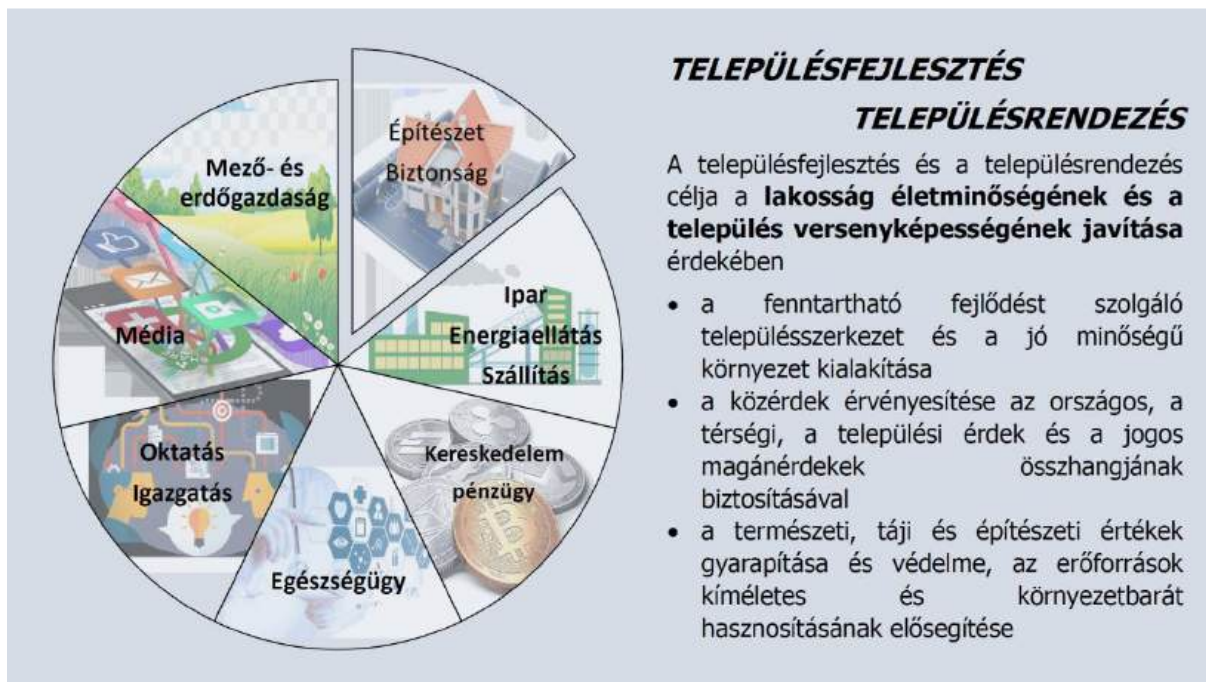 Építészet
Biztonság
Mező- és
erdőgazdaság
Ipar
Energiaellátás
Szállítás
Média
Oktatás
Igazgatás
Kereskedelem
pénzügy
Egészségügy
TELEPÜLÉSFEJLESZTÉS
TELEPÜLÉSRENDEZÉS
A településfejlesztés és a településrendezés
célja a lakosság életminőségének és a
település versenyképességének javítása
érdekében
• a fenntartható fejlődést szolgáló
településszerkezet és a jó minőségű
környezet kialakítása
• a közérdek érvényesítése az országos, a
térségi, a települési érdek és a jogos
magánérdekek összhangjának
biztosításával
• a természeti, táji és építészeti értékek
gyarapítása és védelme, az erőforrások
kíméletes és környezetbarát
hasznosításának elősegítése